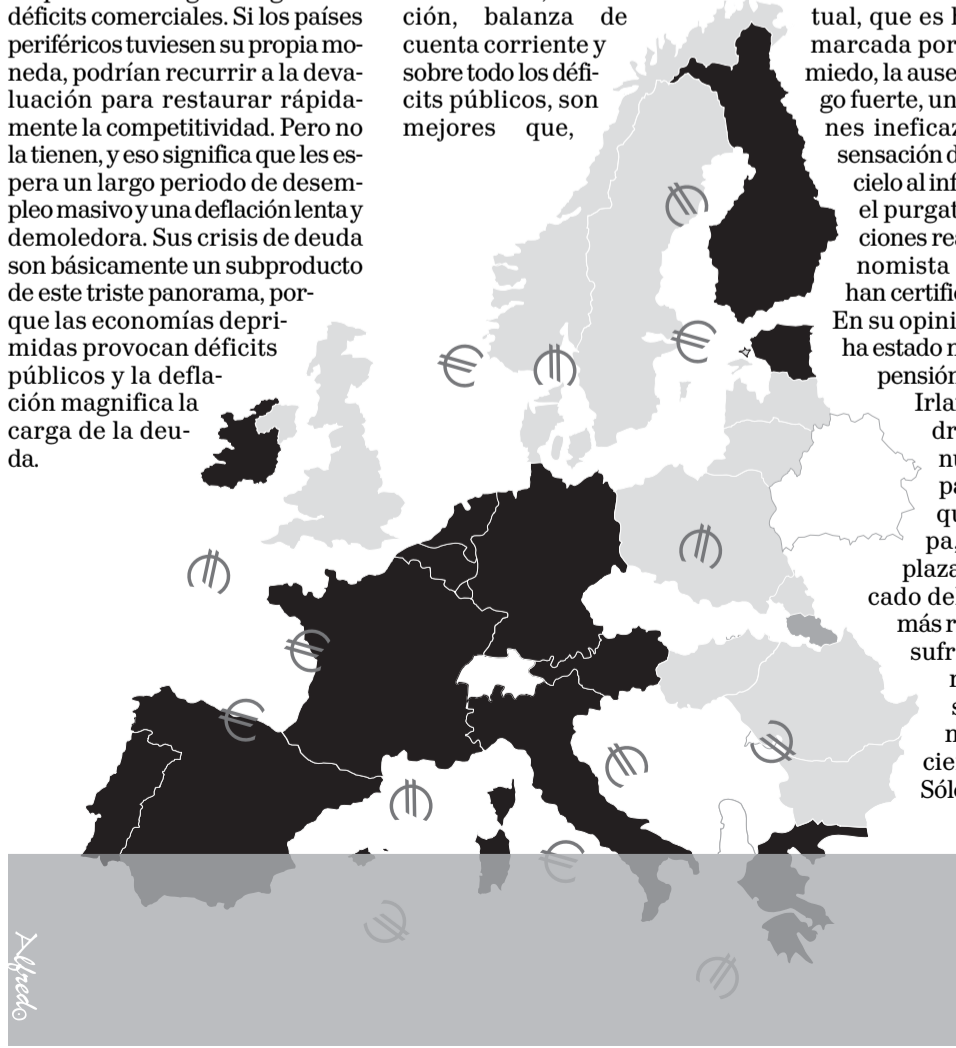 déficits comerciales. Si los países
periféricos tuviesen su propia mo-
neda, podrían recurrir a la deva-
luación para restaurar rápida-
mente la competitividad. Pero no
la tienen, y eso significa que les es-
pera un largo periodo de desem-
pleo masivo y una deflación lenta y
demoledora. Sus crisis de deuda
son básicamente un subproducto
de este triste panorama, por-
que las economías depri-
midas provocan déficits
públicos y la defla-
ción magnifica la
carga de la deu-
da.
ción, balanza de
cuenta corriente y
sobre todo los défi-
cits públicos, son
mejores que,
tual, que es
marcada por
miedo, la ause
go fuerte, un
nes ineficaz
sensación d
cielo al inf
el purgat
ciones rea
nomista
han certific
En su opini
ha estado
pensión
Irla
dr
nu
pa
qu
pa,
plaza
cado del
más r
sufr
s
cie
Sólo
Alfredo